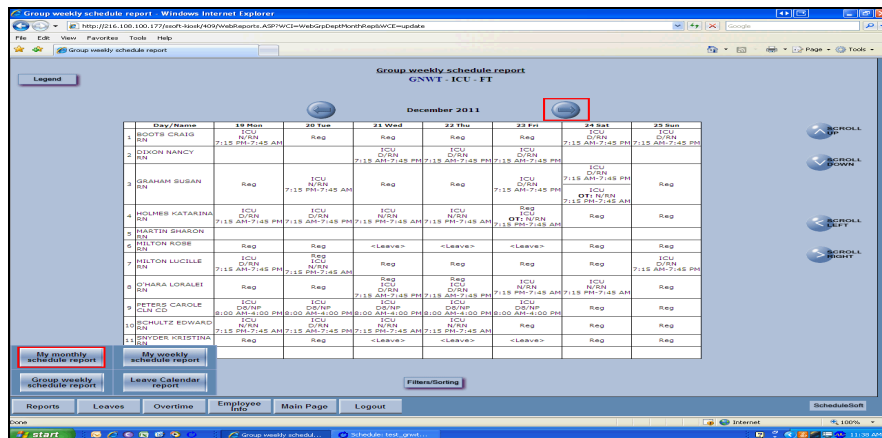 Group weekly schedule report - Windows Internet Explorer
http://216.100.100.177/esoft-kiosk/409/WebReports.ASP?WCI=WebGrpDeptMonthRep&WCE=update
Google
File Edit View Favorites Tools Help
Group weekly schedule report
Page Tools
Legend
Group weekly schedule report
GNWT - ICU - FT
December 2011
Day/Name 19 Mon 20 Tue 21 Wed 22 Thu 23 Fri 24 Sat 25 Sun
1 BOOTS CRAIG RN
ICU N/RN 7:15 PM-7:45 AM
Reg
Reg
Reg
Reg
ICU D/RN 7:15 AM-7:45 PM
ICU D/RN 7:15 AM-7:45 PM
2 DIXON NANCY RN
ICU D/RN 7:15 AM-7:45 PM
ICU D/RN 7:15 AM-7:45 PM
ICU D/RN 7:15 AM-7:45 PM
3 GRAHAM SUSAN RN
Reg
ICU N/RN 7:15 PM-7:45 AM
Reg
Reg
ICU D/RN 7:15 AM-7:45 PM
ICU D/RN 7:15 AM-7:45 PM
ICU OT: N/RN 7:15 PM-7:45 AM
Reg
4 HOLMES KATARINA RN
ICU D/RN 7:15 AM-7:45 PM
ICU D/RN 7:15 AM-7:45 PM
ICU N/RN 7:15 PM-7:45 AM
ICU N/RN 7:15 PM-7:45 AM
Reg ICU OT: N/RN 7:15 PM-7:45 AM
Reg
Reg
5 MARTIN SHARON RN
6 MILTON ROSE RN
Reg
Reg
<Leave>
<Leave>
<Leave>
Reg
Reg
7 MILTON LUCILLE RN
ICU D/RN 7:15 AM-7:45 PM
Reg ICU N/RN 7:15 PM-7:45 AM
Reg
Reg
Reg
Reg
ICU D/RN 7:15 AM-7:45 PM
8 O'HARA LORALEI RN
Reg
Reg
Reg ICU D/RN 7:15 AM-7:45 PM
Reg ICU D/RN 7:15 AM-7:45 PM
ICU N/RN 7:15 PM-7:45 AM
ICU N/RN 7:15 PM-7:45 AM
Reg
9 PETERS CAROLE CLN CD
ICU D8/NP 8:00 AM-4:00 PM
ICU D8/NP 8:00 AM-4:00 PM
ICU D8/NP 8:00 AM-4:00 PM
ICU D8/NP 8:00 AM-4:00 PM
ICU D8/NP 8:00 AM-4:00 PM
Reg
Reg
10 SCHULTZ EDWARD RN
ICU N/RN 7:15 PM-7:45 AM
ICU D/RN 7:15 AM-7:45 PM
ICU N/RN 7:15 PM-7:45 AM
ICU N/RN 7:15 PM-7:45 AM
Reg
Reg
Reg
11 SNYDER KRISTINA RN
Reg
Reg
<Leave>
<Leave>
<Leave>
Reg
Reg
SCROLL UP
SCROLL DOWN
SCROLL LEFT
SCROLL RIGHT
My monthly schedule report
My weekly schedule report
Group weekly schedule report
Leave Calendar report
Filters/Sorting
Reports Leaves Overtime Employee Info Main Page Logout ScheduleSoft
Done Internet 100%
start Group weekly schedul... Schedule: test_gnwt... 11:38 AM